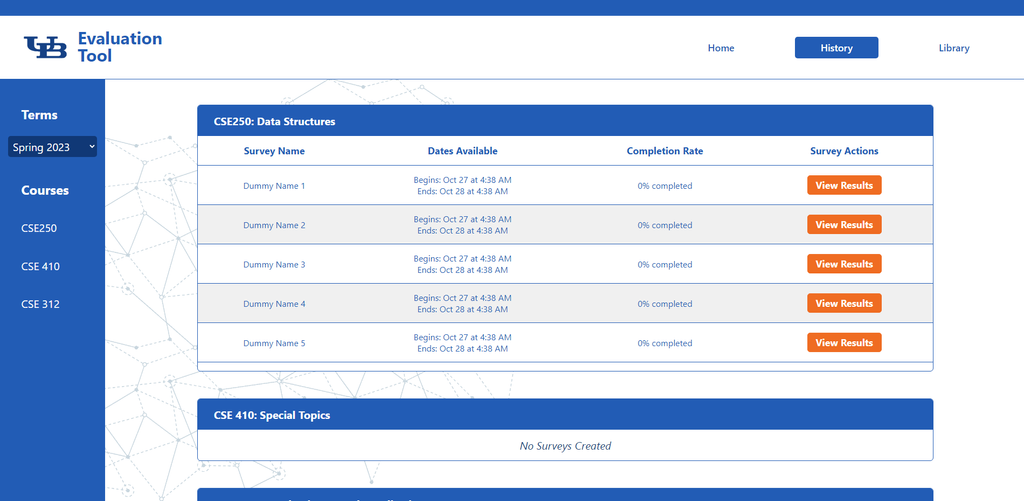 UB
Evaluation
Tool
Home
History
Library
Terms
Spring 2023
Courses
CSE250
CSE 410
CSE 312
CSE250: Data Structures
Survey Name Dates Available Completion Rate Survey Actions
Dummy Name 1
Begins: Oct 27 at 4:38 AM
Ends: Oct 28 at 4:38 AM
0% completed
View Results
Dummy Name 2
Begins: Oct 27 at 4:38 AM
Ends: Oct 28 at 4:38 AM
0% completed
View Results
Dummy Name 3
Begins: Oct 27 at 4:38 AM
Ends: Oct 28 at 4:38 AM
0% completed
View Results
Dummy Name 4
Begins: Oct 27 at 4:38 AM
Ends: Oct 28 at 4:38 AM
0% completed
View Results
Dummy Name 5
Begins: Oct 27 at 4:38 AM
Ends: Oct 28 at 4:38 AM
0% completed
View Results
CSE 410: Special Topics
No Surveys Created